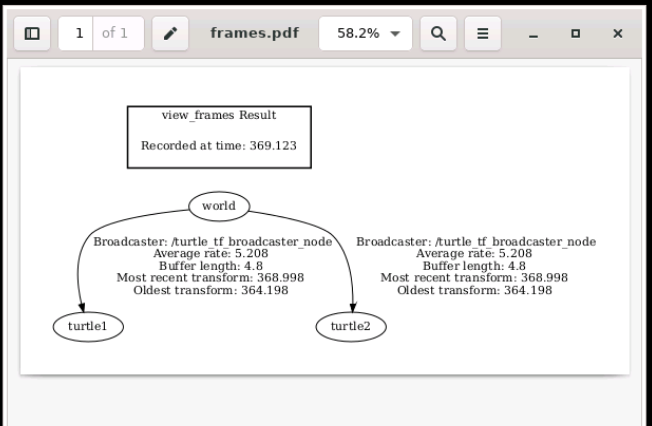 1 of 1 frames.pdf 58.2%
view_frames Result
Recorded at time: 369.123
world
Broadcaster: /turtle_tf_broadcaster_node
Average rate: 5.208
Buffer length: 4.8
Most recent transform: 368.998
Oldest transform: 364.198
Broadcaster: /turtle_tf_broadcaster_node
Average rate: 5.208
Buffer length: 4.8
Most recent transform: 368.998
Oldest transform: 364.198
turtle1
turtle2